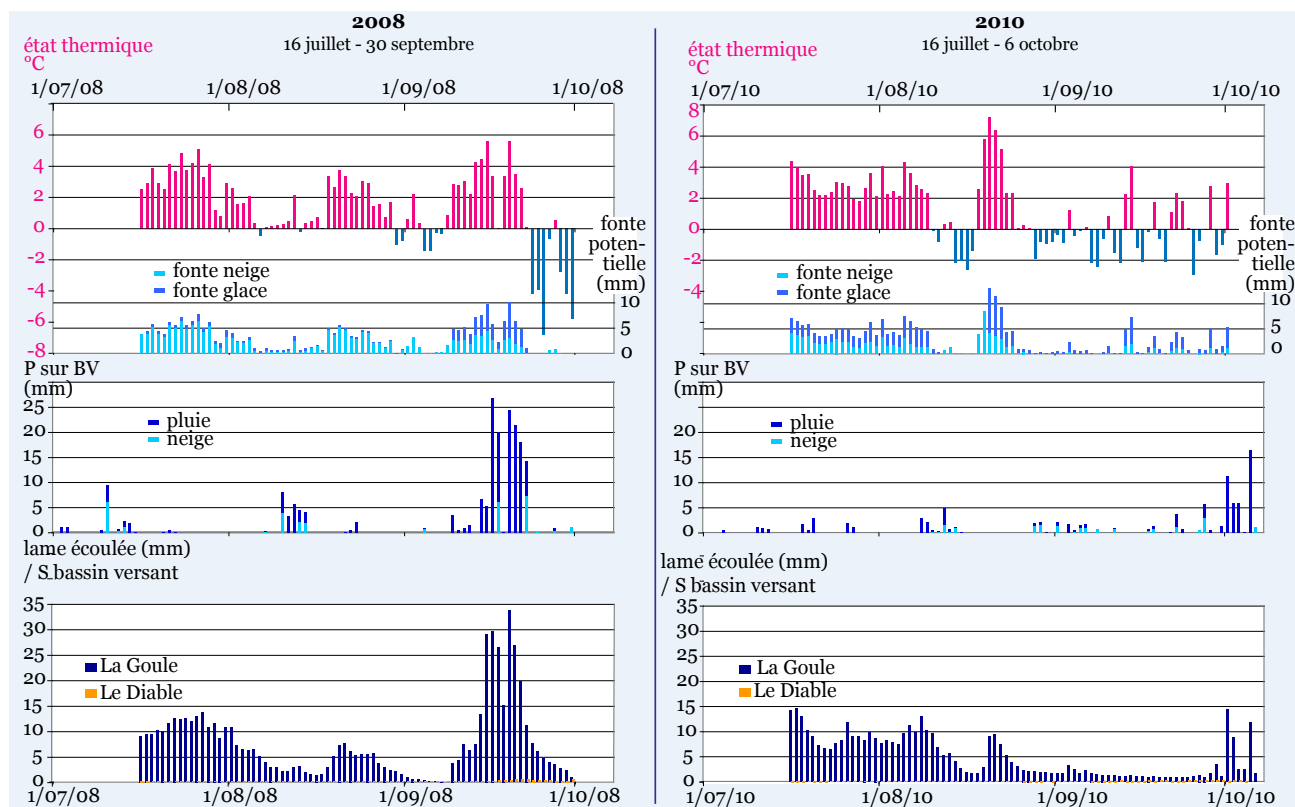 2008
16 juillet - 30 septembre
état thermique
°C
1/07/08 1/08/08 1/09/08 1/10/08
6
4
2
0
-2
-4
-6
-8
fonte
poten-
tielle
(mm)
10
5
0
fonte neige
fonte glace
P sur BV
(mm)
25
20
15
10
5
0
pluie
neige
lame écoulée (mm)
/ S bassin versant
35
30
25
20
15
10
5
0
La Goule
Le Diable
1/07/08 1/08/08 1/09/08 1/10/08
2010
16 juillet - 6 octobre
état thermique
°C
1/07/10 1/08/10 1/09/10 1/10/10
8
6
4
2
0
-2
-4
fonte
poten-
tielle
(mm)
10
5
0
fonte neige
fonte glace
P sur BV
(mm)
20
15
10
5
0
pluie
neige
lame écoulée (mm)
/ S bassin versant
35
30
25
20
15
10
5
0
La Goule
Le Diable
1/07/10 1/08/10 1/09/10 1/10/10